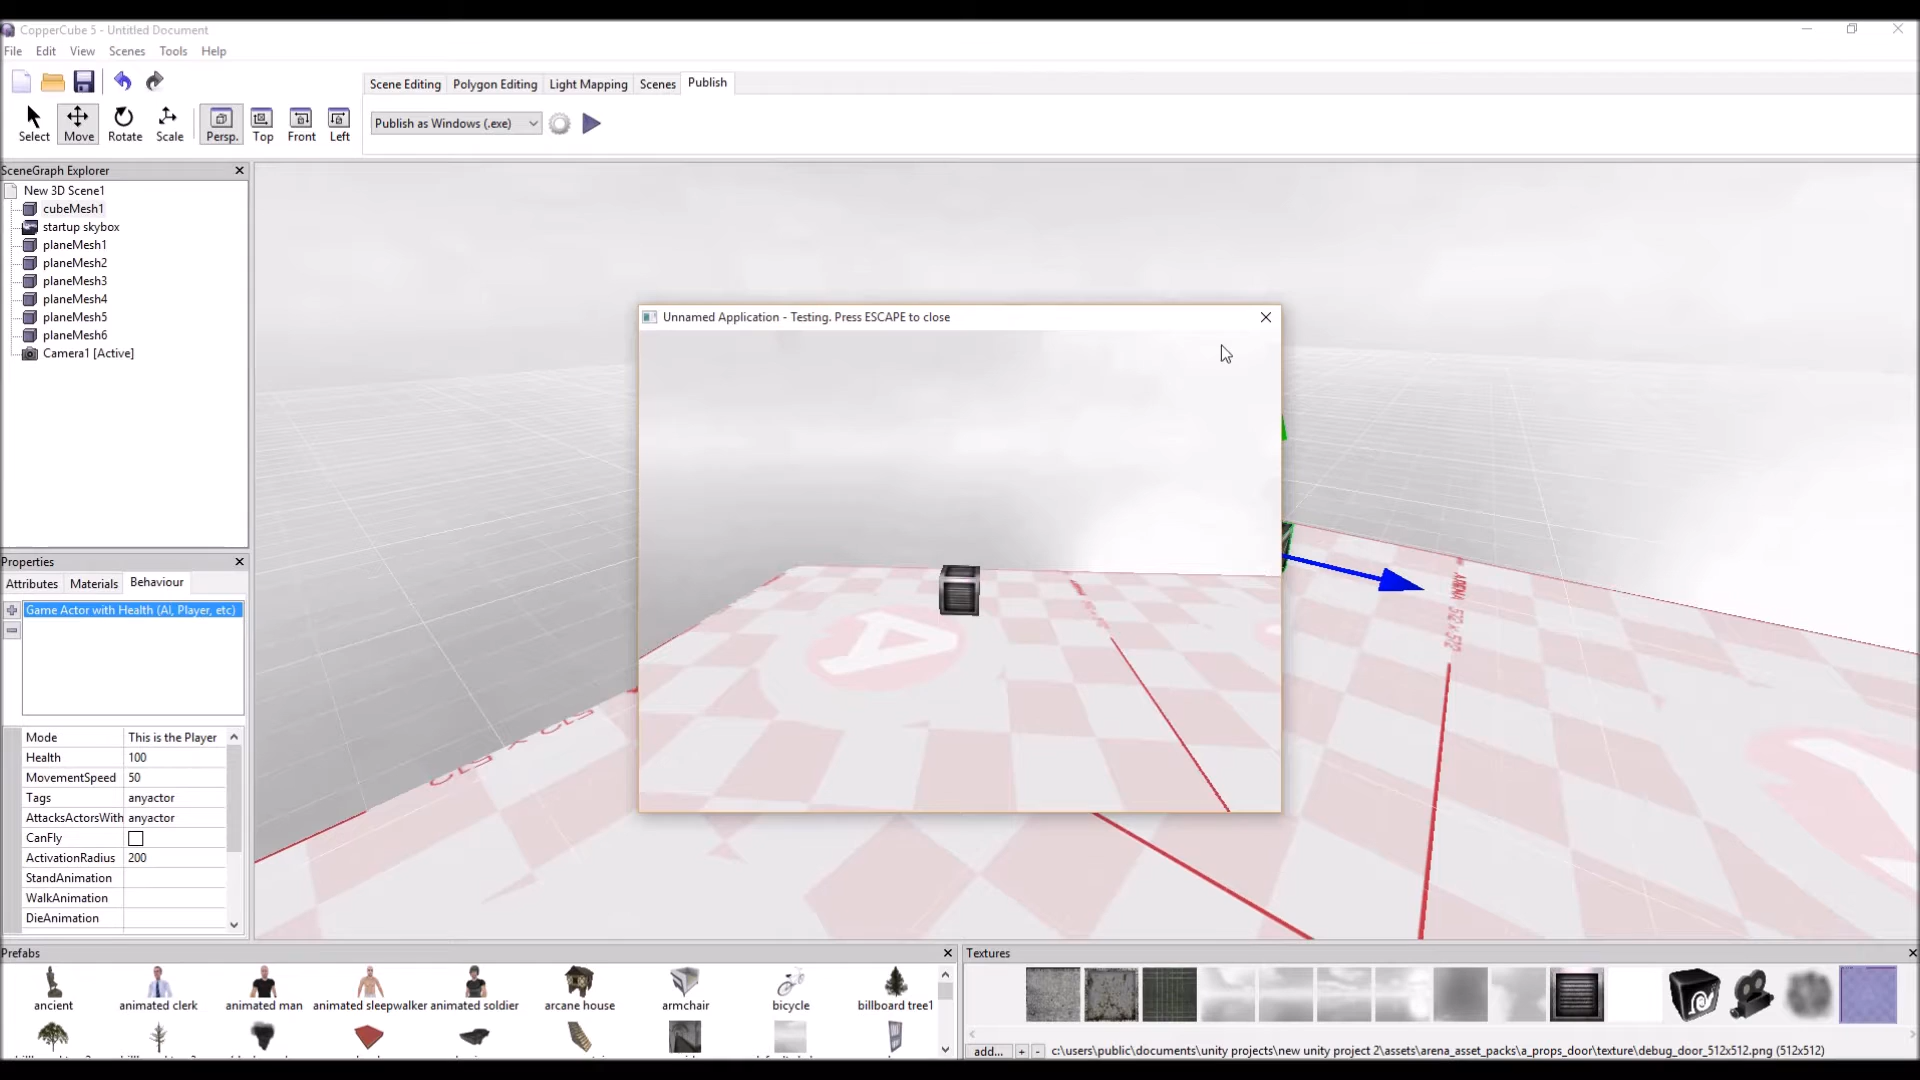 CopperCube 5 - Untitled Document
File Edit View Scenes Tools Help
Scene Editing Polygon Editing Light Mapping Scenes Publish
Select Move Rotate Scale Persp. Top Front Left
Publish as Windows (.exe)
SceneGraph Explorer
New 3D Scene1
cubeMesh1
startup skybox
planeMesh1
planeMesh2
planeMesh3
planeMesh4
planeMesh5
planeMesh6
Camera1 [Active]
Unnamed Application - Testing. Press ESCAPE to close
ARENA 512 x 512
Properties
Attributes Materials Behaviour
Game Actor with Health (AI, Player, etc)
Mode This is the Player
Health 100
MovementSpeed 50
Tags anyactor
AttacksActorsWith anyactor
CanFly
ActivationRadius 200
StandAnimation
WalkAnimation
DieAnimation
Prefabs
ancient animated clerk animated man animated sleepwalker animated soldier arcane house armchair bicycle billboard tree1
Textures
add... + - c:\users\public\documents\unity projects\new unity project 2\assets\arena_asset_packs\a_props_door\texture\debug_door_512x512.png (512x512)